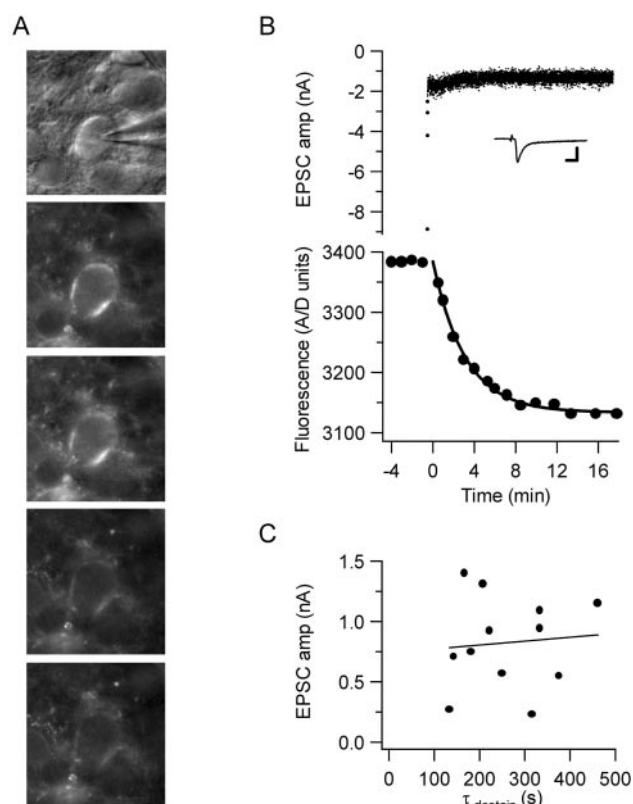 A
B
EPSC amp (nA)
0
-2
-4
-6
-8
Fluorescence (A/D units)
3400
3300
3200
3100
-4 0 4 8 12 16
Time (min)
C
EPSC amp (nA)
1.5
1.0
0.5
0.0
0 100 200 300 400 500
τ (s)